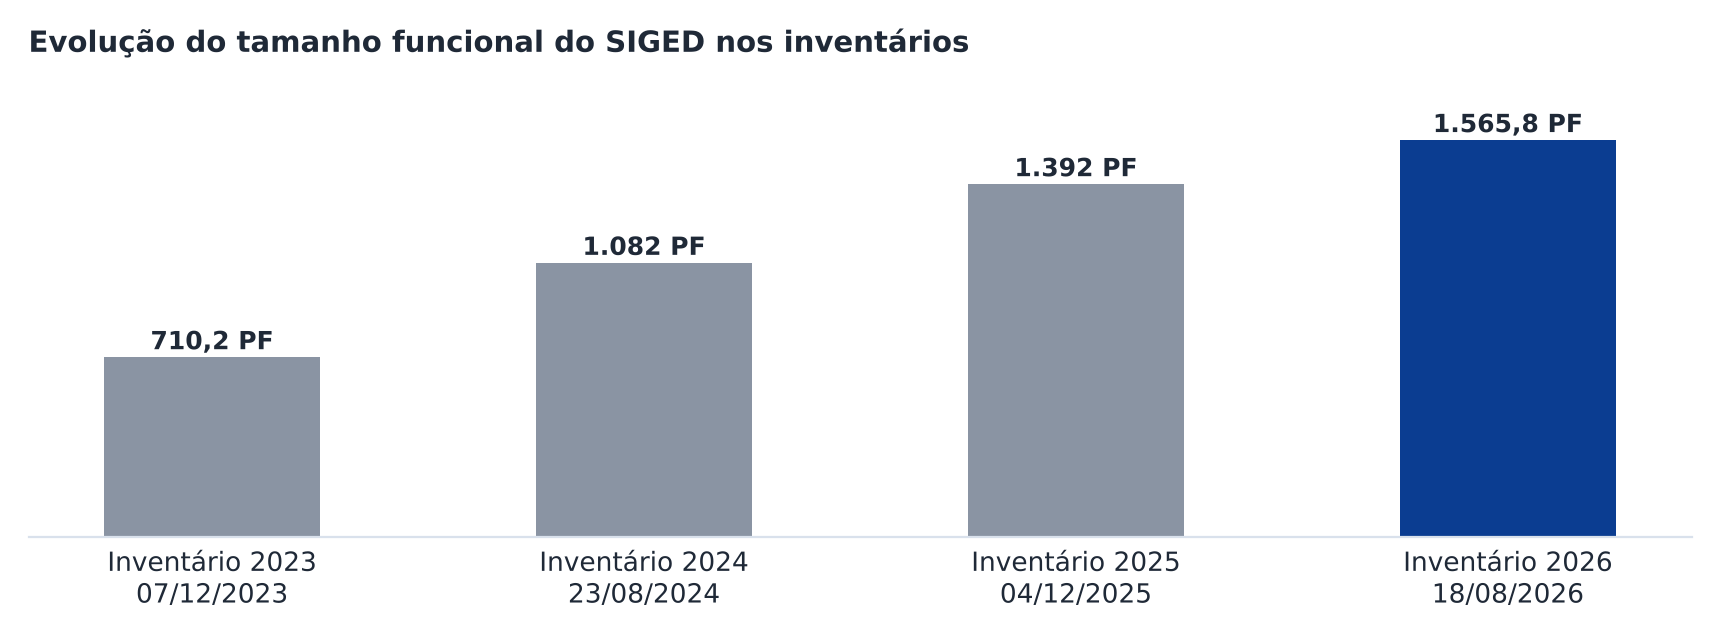 Evolução do tamanho funcional do SIGED nos inventários
1.565,8 PF
1.392 PF
1.082 PF
710,2 PF
Inventário 2023
07/12/2023
Inventário 2024
23/08/2024
Inventário 2025
04/12/2025
Inventário 2026
18/08/2026